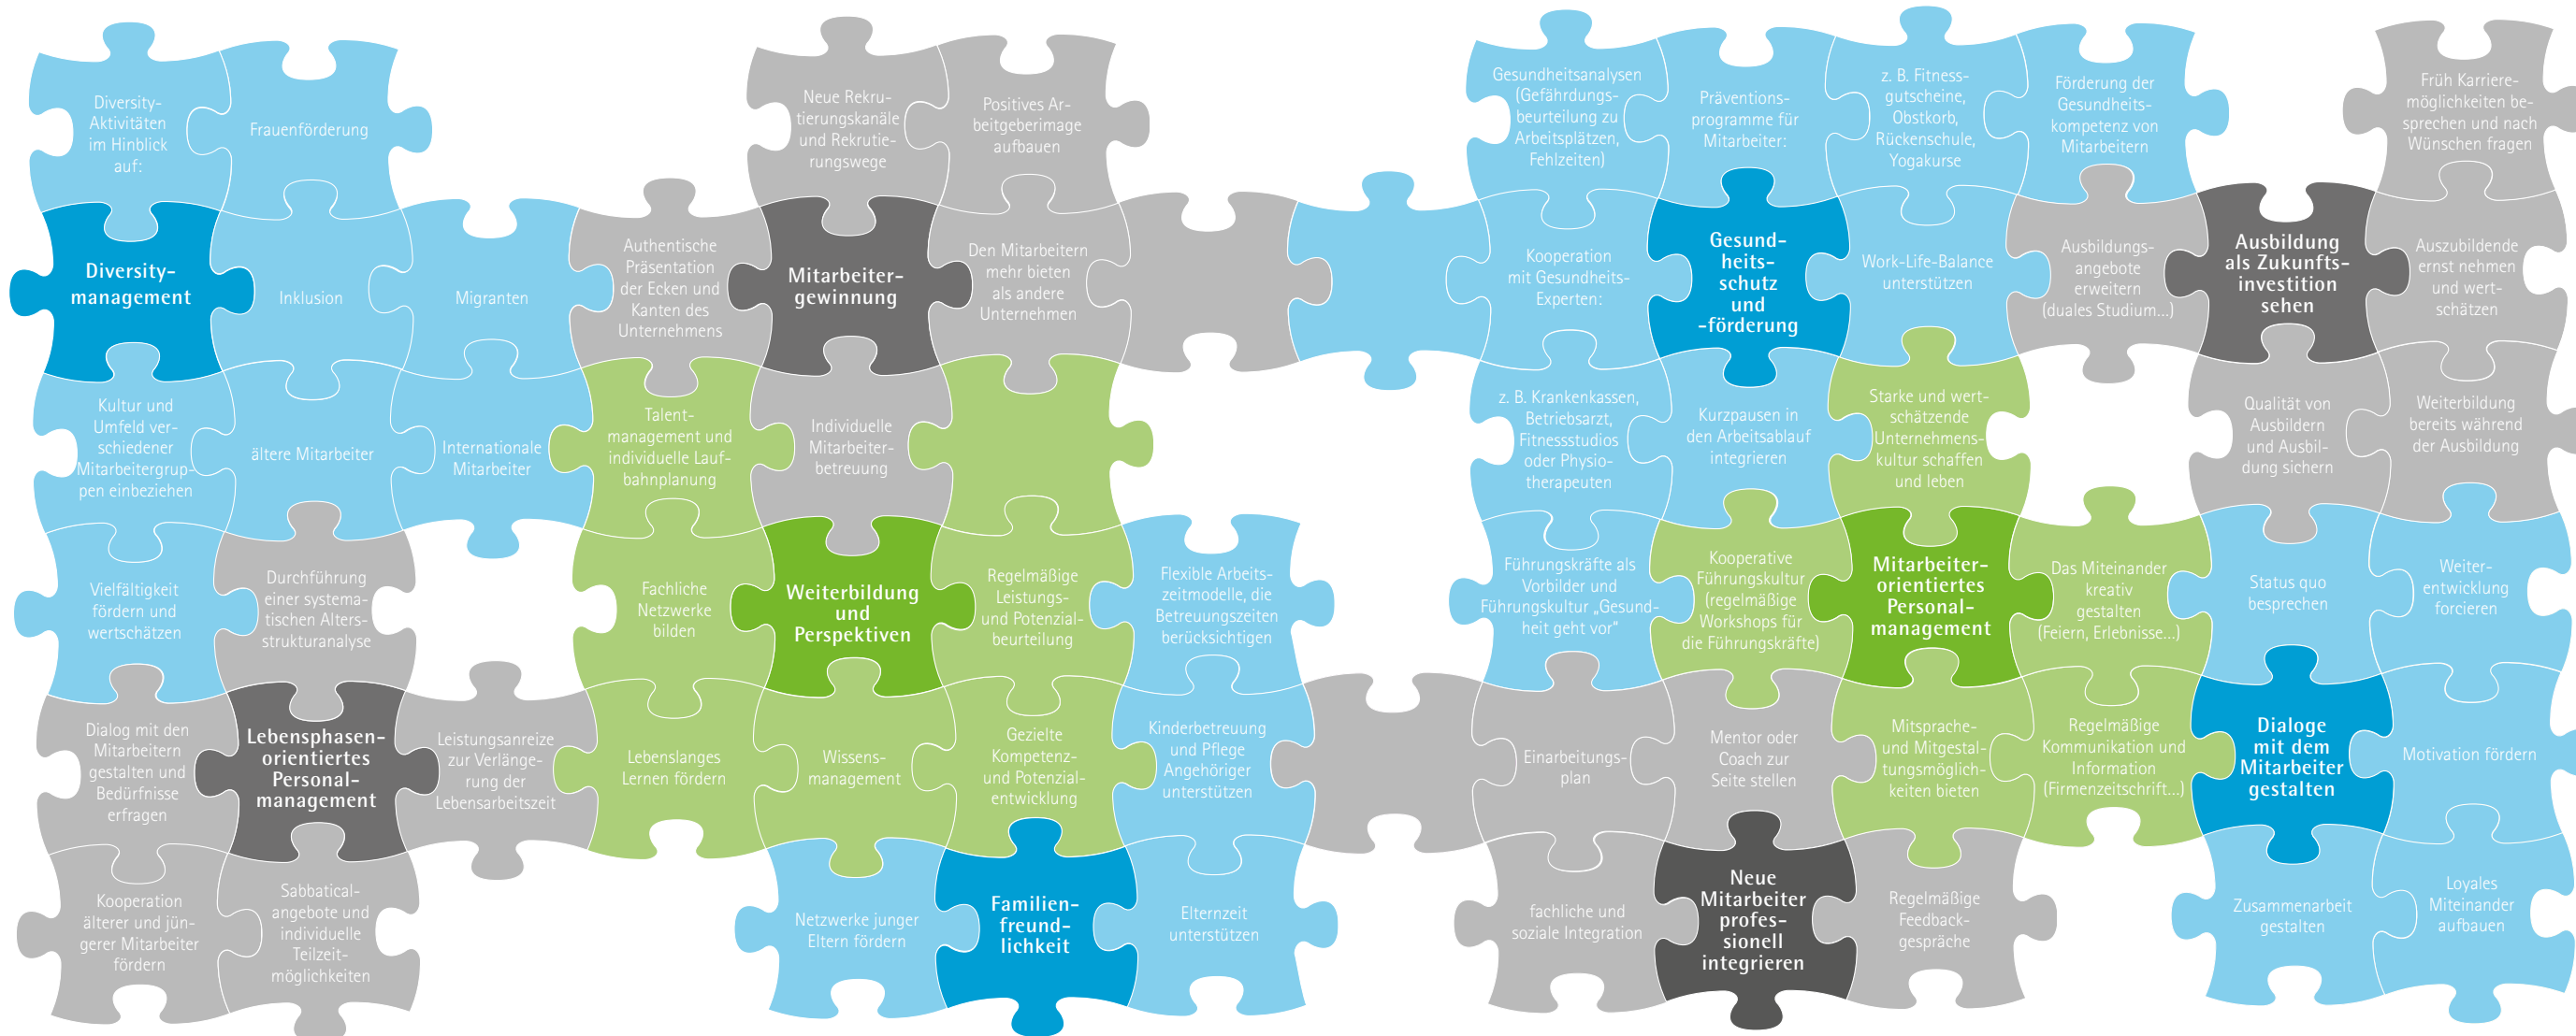 Diversity-
Aktivitäten
im Hinblick
auf:
Frauenförderung
Diversity-
management
Inklusion
Migranten
Kultur und
Umfeld ver-
schiedener
Mitarbeitergrup-
pen einbeziehen
ältere Mitarbeiter
Internationale
Mitarbeiter
Vielfältigkeit
fördern und
wertschätzen
Durchführung
einer systema-
tischen Alters-
strukturanalyse
Dialog mit den
Mitarbeitern
gestalten und
Bedürfnisse
erfragen
Lebensphasen-
orientiertes
Personal-
management
Leistungsanreize
zur Verlänge-
rung der
Lebensarbeitszeit
Kooperation
älterer und jün-
gerer Mitarbeiter
fördern
Sabbatical-
angebote und
individuelle
Teilzeit-
möglichkeiten
Neue Rekru-
tierungskanäle
und Rekrutie-
rungswege
Positives Ar-
beitgeberimage
aufbauen
Authentische
Präsentation
der Ecken und
Kanten des
Unternehmens
Mitarbeiter-
gewinnung
Den Mitarbeitern
mehr bieten
als andere
Unternehmen
Talent-
management und
individuelle Lauf-
bahnplanung
Individuelle
Mitarbeiter-
betreuung
Fachliche
Netzwerke
bilden
Weiterbildung
und
Perspektiven
Regelmäßige
Leistungs-
und Potenzial-
beurteilung
Flexible Arbeits-
zeitmodelle, die
Betreuungszeiten
berücksichtigen
Lebenslanges
Lernen fördern
Wissens-
management
Gezielte
Kompetenz-
und Potenzial-
entwicklung
Kinderbetreuung
und Pflege
Angehöriger
unterstützen
Netzwerke junger
Eltern fördern
Familien-
freund-
lichkeit
Elternzeit
unterstützen
Gesundheitsanalysen
(Gefährdungs-
beurteilung zu
Arbeitsplätzen,
Fehlzeiten)
Präventions-
programme für
Mitarbeiter:
z. B. Fitness-
gutscheine,
Obstkorb,
Rückenschule,
Yogakurse
Förderung der
Gesundheits-
kompetenz von
Mitarbeitern
Kooperation
mit Gesundheits-
Experten:
Gesund-
heits-
schutz
und
-förderung
Work-Life-Balance
unterstützen
Ausbildungs-
angebote
erweitern
(duales Studium...)
Ausbildung
als Zukunfts-
investition
sehen
Früh Karriere-
möglichkeiten be-
sprechen und nach
Wünschen fragen
Auszubildende
ernst nehmen
und wert-
schätzen
z. B. Krankenkassen,
Betriebsarzt,
Fitnessstudios
oder Physio-
therapeuten
Kurzpausen in
den Arbeitsablauf
integrieren
Starke und wert-
schätzende
Unternehmens-
kultur schaffen
und leben
Qualität von
Ausbildern
und Ausbil-
dung sichern
Weiterbildung
bereits während
der Ausbildung
Führungskräfte als
Vorbilder und
Führungskultur „Gesund-
heit geht vor“
Kooperative
Führungskultur
(regelmäßige
Workshops für
die Führungskräfte)
Mitarbeiter-
orientiertes
Personal-
management
Das Miteinander
kreativ
gestalten
(Feiern, Erlebnisse...)
Status quo
besprechen
Weiter-
entwicklung
forcieren
Einarbeitungs-
plan
Mentor oder
Coach zur
Seite stellen
Mitsprache-
und Mitgestal-
tungsmöglich-
keiten bieten
Regelmäßige
Kommunikation und
Information
(Firmenzeitschrift...)
Dialoge
mit dem
Mitarbeiter
gestalten
Motivation fördern
fachliche und
soziale Integration
Neue
Mitarbeiter
profes-
sionell
integrieren
Regelmäßige
Feedback-
gespräche
Zusammenarbeit
gestalten
Loyales
Miteinander
aufbauen